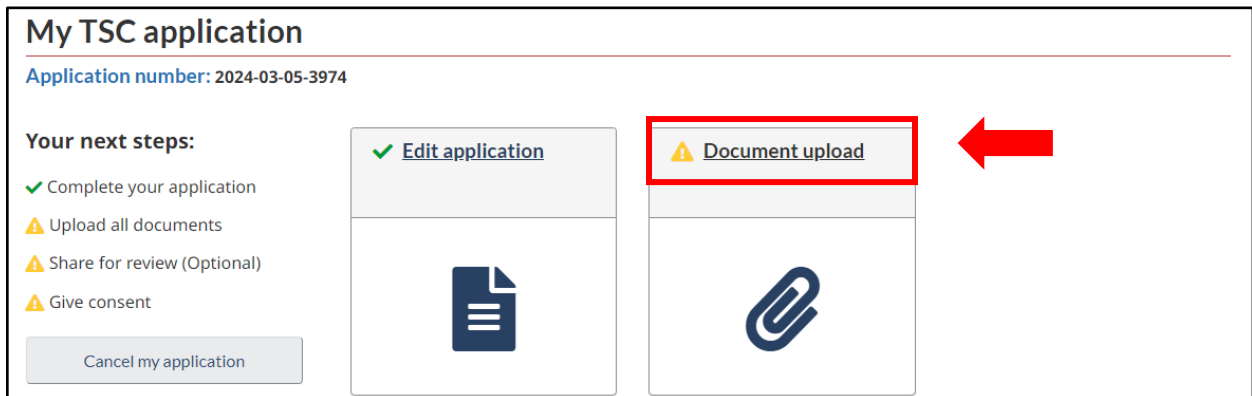 My TSC application
Application number: 2024-03-05-3974
Your next steps:
Complete your application
Upload all documents
Share for review (Optional)
Give consent
Cancel my application
Edit application
Document upload